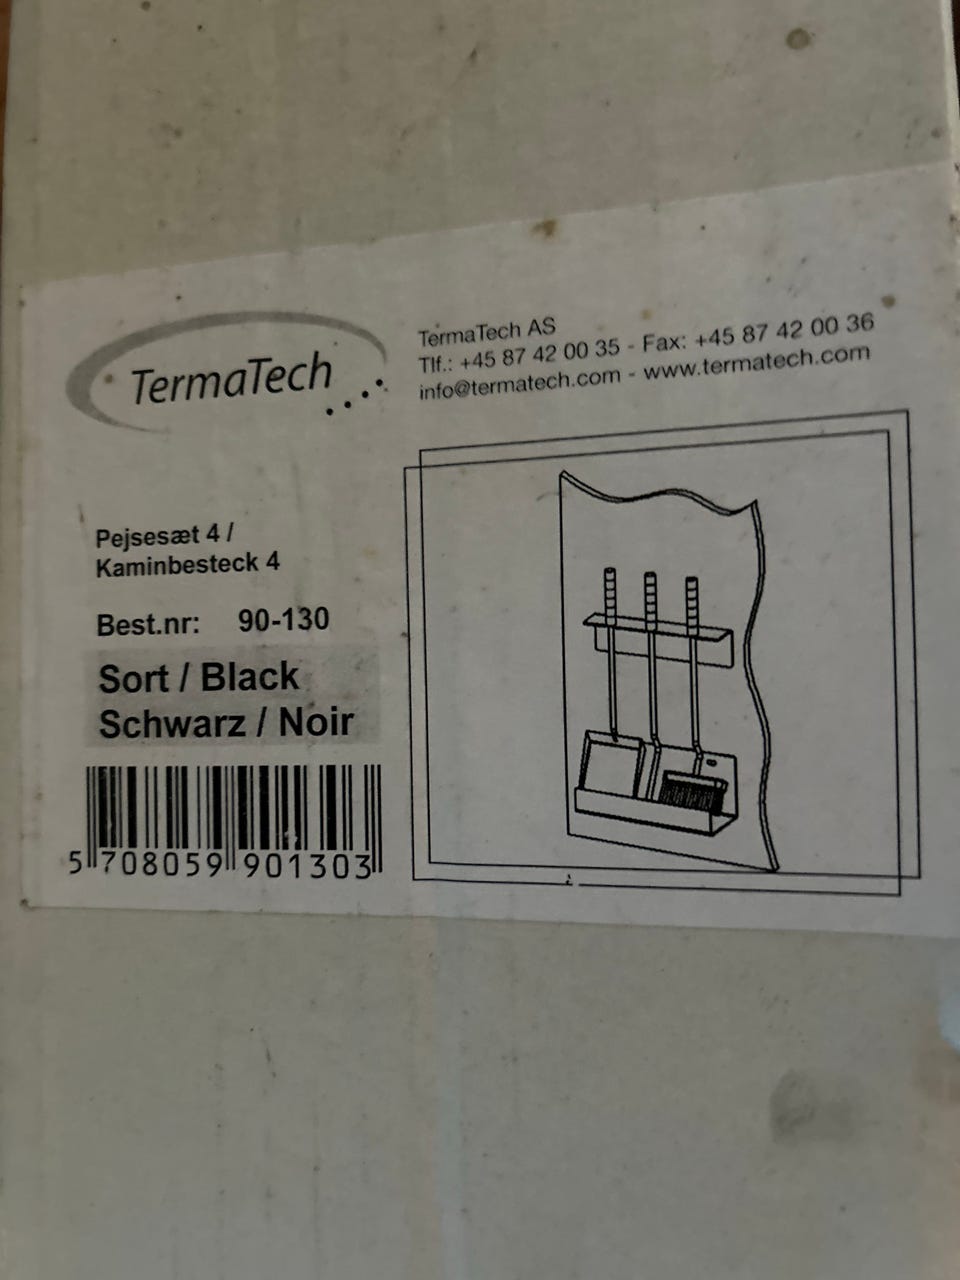 TermaTech
TermaTech AS
Tlf.: +45 87 42 00 35 - Fax: +45 87 42 00 36
info@termatech.com - www.termatech.com
Pejsesæt 4 /
Kaminbesteck 4
Best.nr: 90-130
Sort / Black
Schwarz / Noir
5 708059 901303